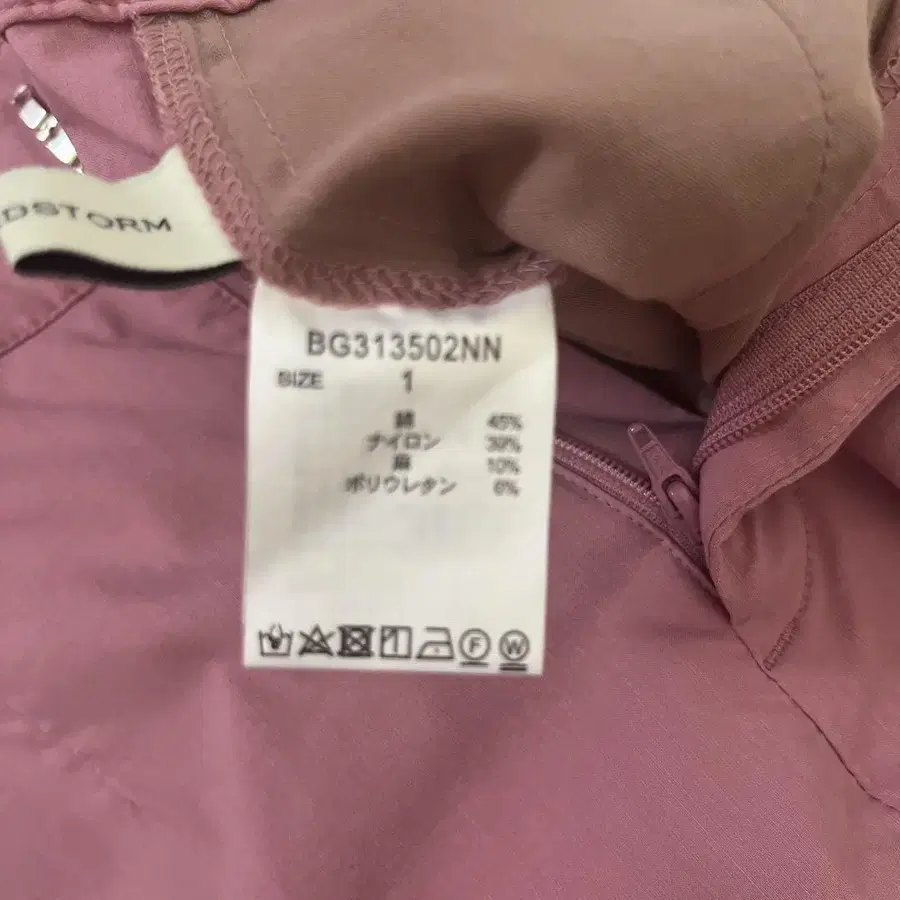 DSTORM
BG313502NN
SIZE 1
綿 45%
ナイロン 39%
麻 10%
ポリウレタン 6%
F W